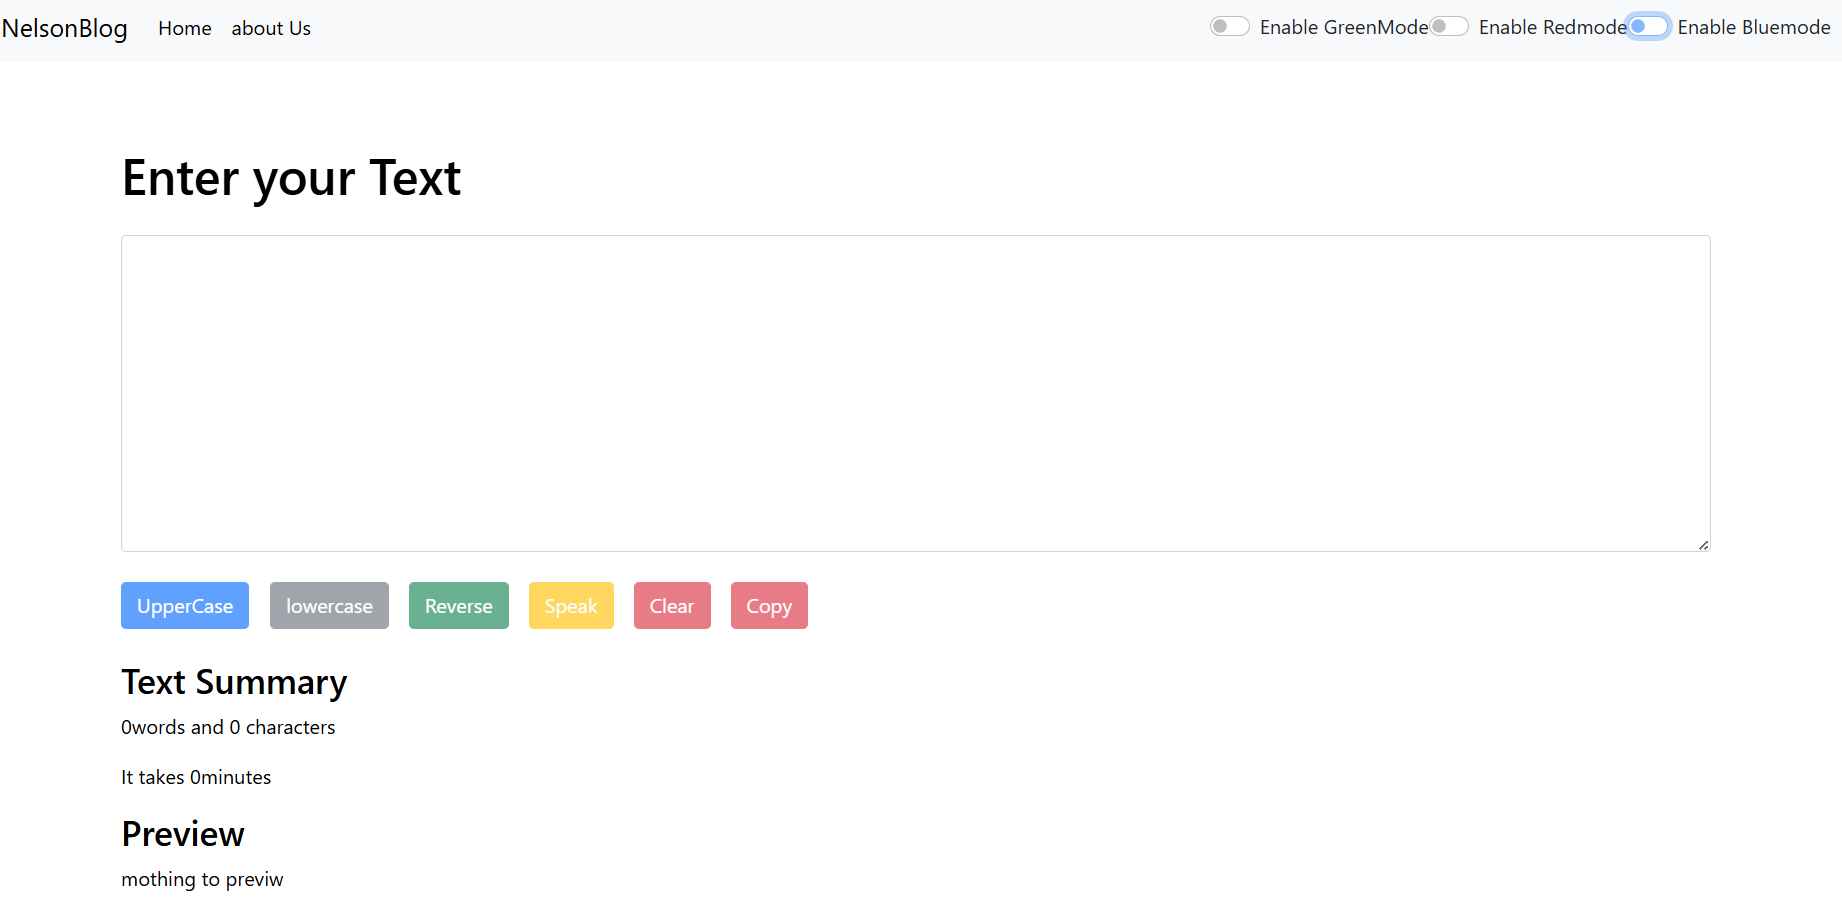 NelsonBlog Home about Us Enable GreenMode Enable Redmode Enable Bluemode
Enter your Text
UpperCase lowercase Reverse Speak Clear Copy
Text Summary
0words and 0 characters
It takes 0minutes
Preview
mothing to previw